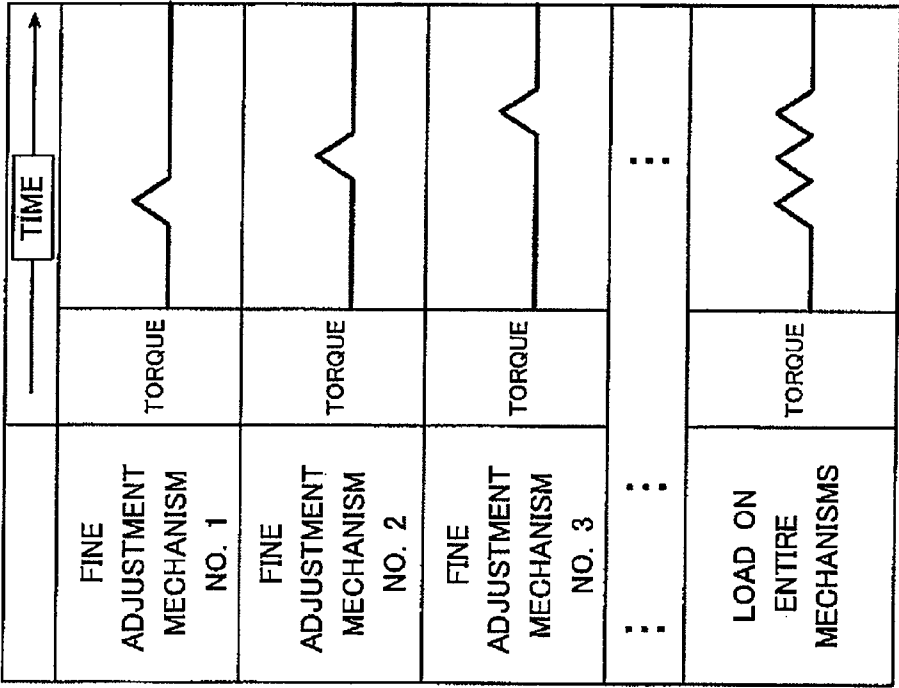 TIME
FINE
ADJUSTMENT
MECHANISM
NO. 1
TORQUE
FINE
ADJUSTMENT
MECHANISM
NO. 2
TORQUE
FINE
ADJUSTMENT
MECHANISM
NO. 3
TORQUE
... ... ...
LOAD ON
ENTIRE
MECHANISMS
TORQUE